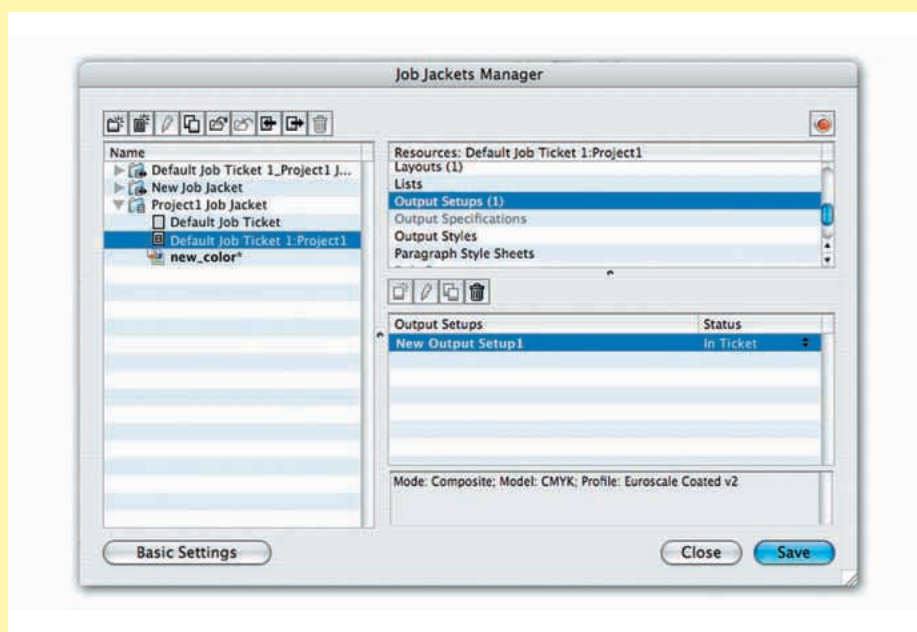 Job Jackets Manager
Name
Default Job Ticket 1_Project1 J...
New Job Jacket
Project1 Job Jacket
Default Job Ticket
Default Job Ticket 1:Project1
new_color*
Resources: Default Job Ticket 1:Project1
Layouts (1)
Lists
Output Setups (1)
Output Specifications
Output Styles
Paragraph Style Sheets
Output Setups Status
New Output Setup1 In Ticket
Mode: Composite; Model: CMYK; Profile: Euroscale Coated v2
Basic Settings
Close Save